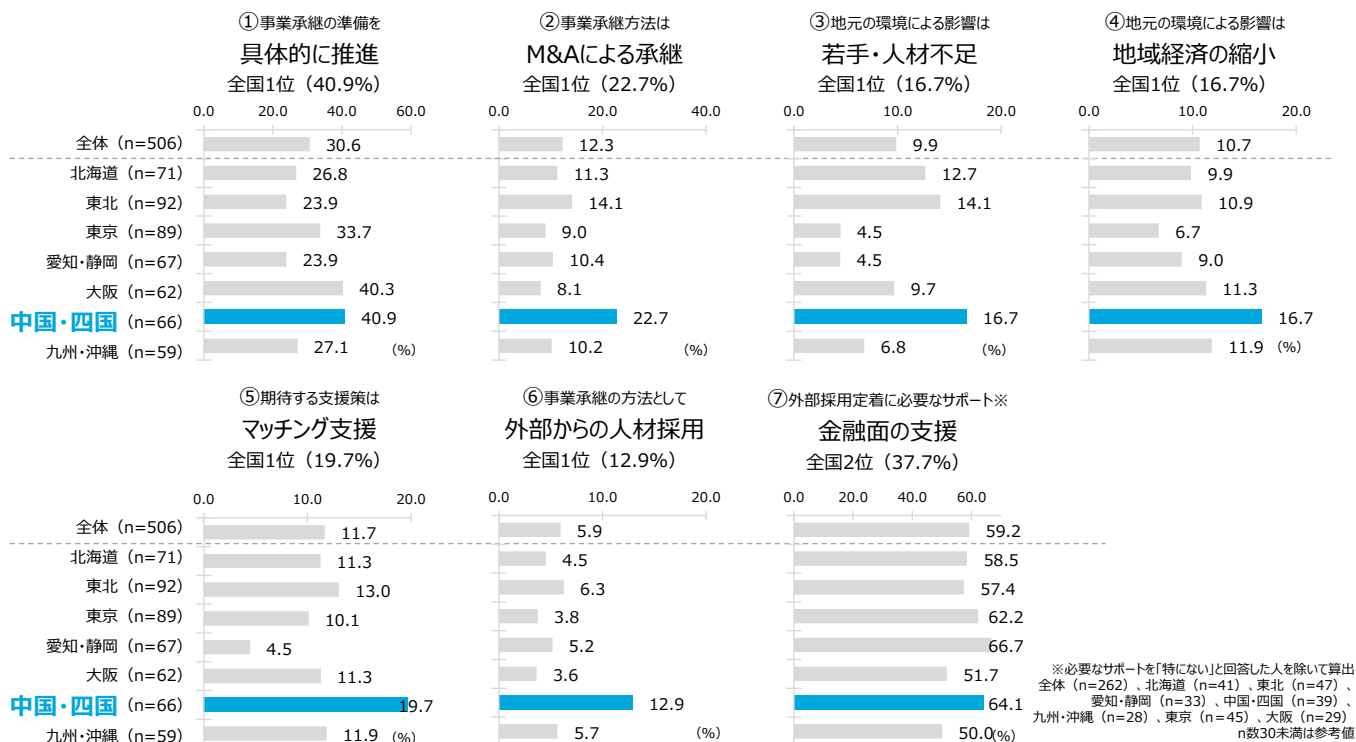 ①事業承継の準備を
具体的に推進
全国1位（40.9%）
0.0 20.0 40.0 60.0
②事業承継方法は
M&Aによる承継
全国1位（22.7%）
0.0 20.0 40.0
③地元の環境による影響は
若手・人材不足
全国1位（16.7%）
0.0 10.0 20.0
④地元の環境による影響は
地域経済の縮小
全国1位（16.7%）
0.0 10.0 20.0
全体（n=506） 30.6 12.3 9.9 10.7
北海道（n=71） 26.8 11.3 12.7 9.9
東北（n=92） 23.9 14.1 14.1 10.9
東京（n=89） 33.7 9.0 4.5 6.7
愛知・静岡（n=67） 23.9 10.4 4.5 9.0
大阪（n=62） 40.3 8.1 9.7 11.3
中国・四国（n=66） 40.9 22.7 16.7 16.7
九州・沖縄（n=59） 27.1 (%) 10.2 (%) 6.8 (%) 11.9 (%)
⑤期待する支援策は
マッチング支援
全国1位（19.7%）
0.0 10.0 20.0
⑥事業承継の方法として
外部からの人材採用
全国1位（12.9%）
0.0 10.0 20.0
⑦外部採用定着に必要なサポート※
金融面の支援
全国2位（37.7%）
0.0 20.0 40.0 60.0
全体（n=506） 11.7 5.9 59.2
北海道（n=71） 11.3 4.5 58.5
東北（n=92） 13.0 6.3 57.4
東京（n=89） 10.1 3.8 62.2
愛知・静岡（n=67） 4.5 5.2 66.7
大阪（n=62） 11.3 3.6 51.7
中国・四国（n=66） 19.7 12.9 64.1
九州・沖縄（n=59） 11.9 (%) 5.7 (%) 50.0(%)
※必要なサポートを「特にない」と回答した人を除いて算出
全体（n=262）、北海道（n=41）、東北（n=47）、
愛知・静岡（n=33）、中国・四国（n=39）、
九州・沖縄（n=28）、東京（n=45）、大阪（n=29）
n数30未満は参考値